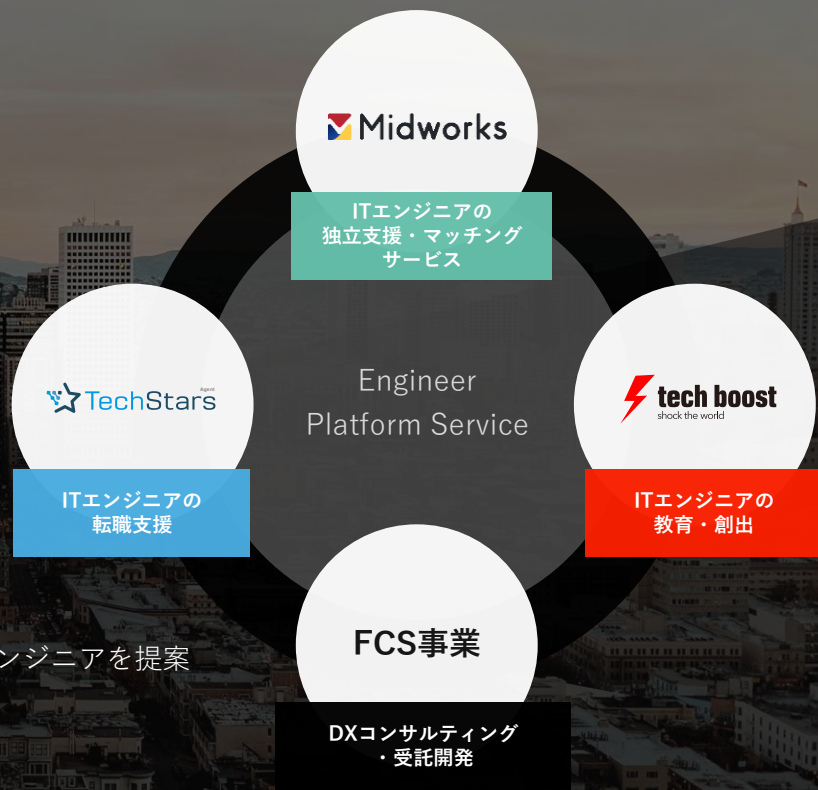 Midworks
ITエンジニアの
独立支援・マッチング
サービス
Agent
TechStars
ITエンジニアの
転職支援
Engineer
Platform Service
tech boost
shock the world
ITエンジニアの
教育・創出
ンジニアを提案
FCS事業
DXコンサルティング
・受託開発